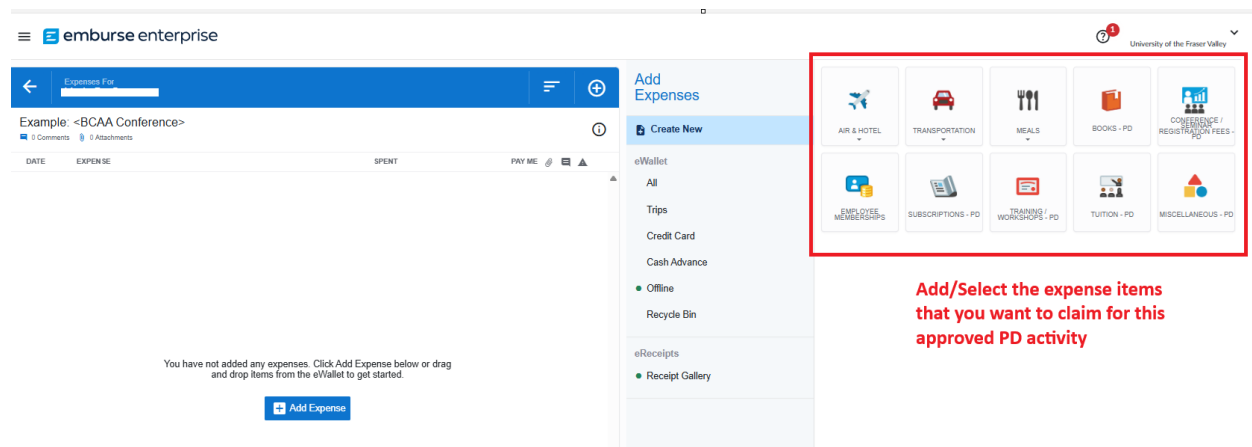 emburse enterprise
1
University of the Fraser Valley
Expenses For
Example: <BCAA Conference>
0 Comments 0 Attachments
DATE EXPENSE SPENT PAY ME
You have not added any expenses. Click Add Expense below or drag
and drop items from the eWallet to get started.
Add Expense
Add
Expenses
Create New
eWallet
All
Trips
Credit Card
Cash Advance
Offline
Recycle Bin
eReceipts
Receipt Gallery
AIR & HOTEL
TRANSPORTATION
MEALS
BOOKS - PD
CONFERENCE /
SEMINAR
REGISTRATION FEES -
PD
EMPLOYEE
MEMBERSHIPS
SUBSCRIPTIONS - PD
TRAINING /
WORKSHOPS - PD
TUITION - PD
MISCELLANEOUS - PD
Add/Select the expense items
that you want to claim for this
approved PD activity